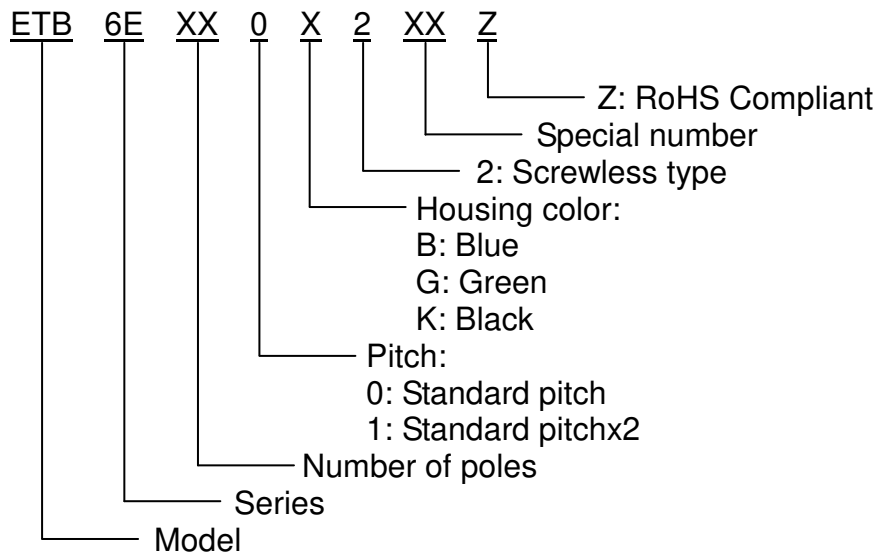 ETB 6E XX 0 X 2 XX Z
Z: RoHS Compliant
Special number
2: Screwless type
Housing color:
B: Blue
G: Green
K: Black
Pitch:
0: Standard pitch
1: Standard pitchx2
Number of poles
Series
Model